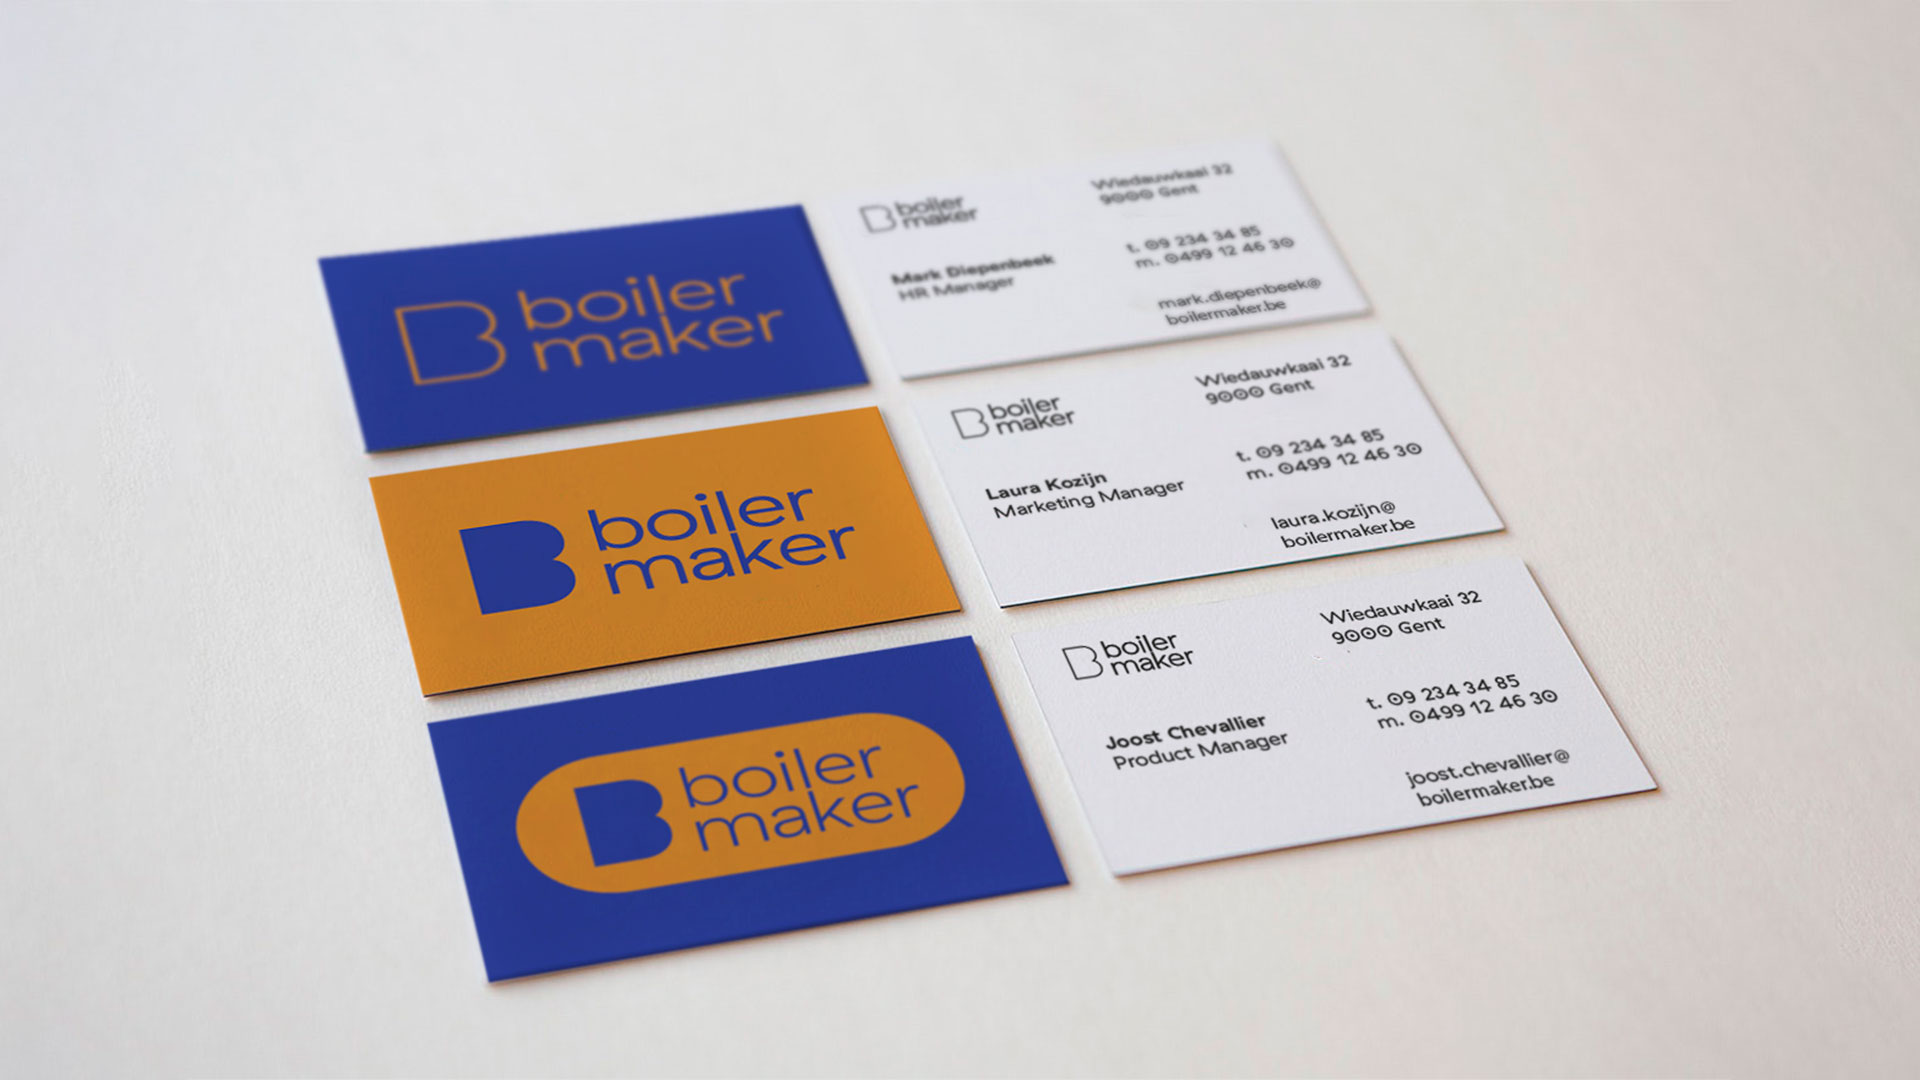 B boiler
maker
B boiler
maker
B boiler
maker
B boiler
maker
Wiedauwkaai 32
9000 Gent
Mark Diepenbeek
HR Manager
t. 09 234 34 85
m. 0499 12 46 30
mark.diepenbeek@
boilermaker.be
B boiler
maker
Wiedauwkaai 32
9000 Gent
Laura Kozijn
Marketing Manager
t. 09 234 34 85
m. 0499 12 46 30
laura.kozijn@
boilermaker.be
B boiler
maker
Wiedauwkaai 32
9000 Gent
Joost Chevallier
Product Manager
t. 09 234 34 85
m. 0499 12 46 30
joost.chevallier@
boilermaker.be